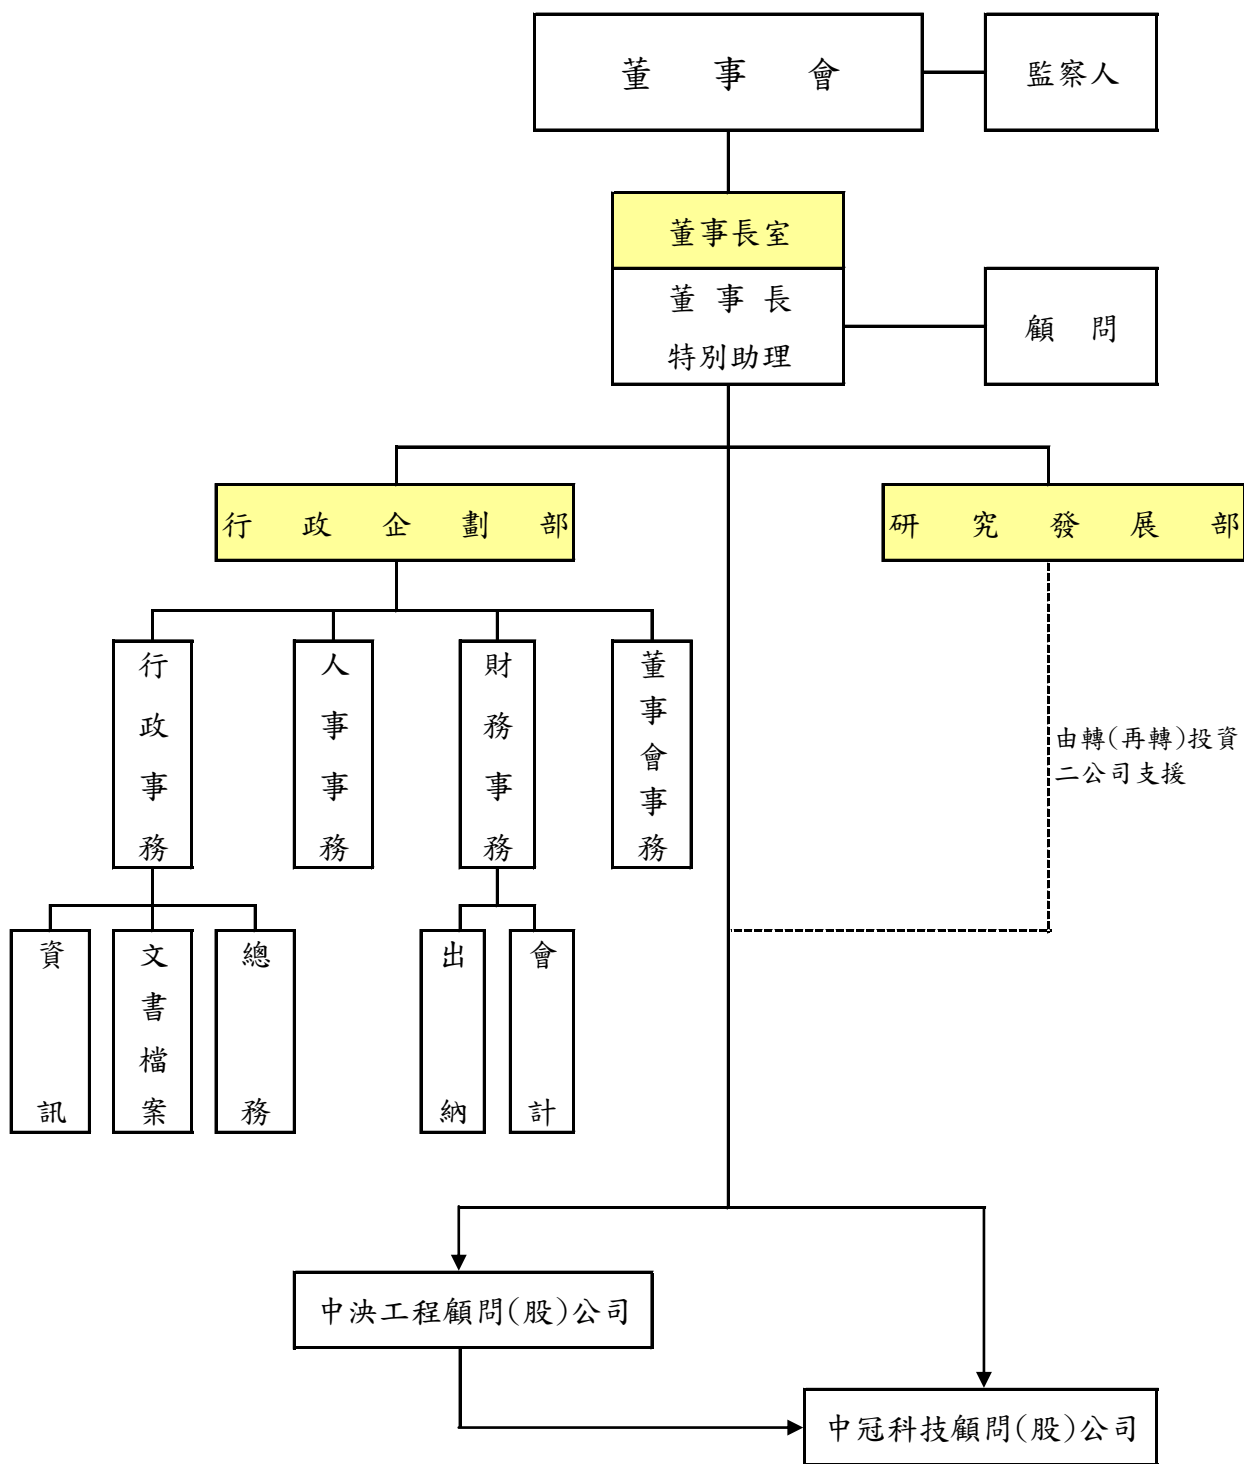 董事會
監察人
董事長室
董事長
特別助理
顧問
行政企劃部
研究發展部
行政事務
人事事務
財務事務
董事會事務
由轉(再轉)投資
二公司支援
資訊
文書檔案
總務
出納
會計
中泱工程顧問(股)公司
中冠科技顧問(股)公司